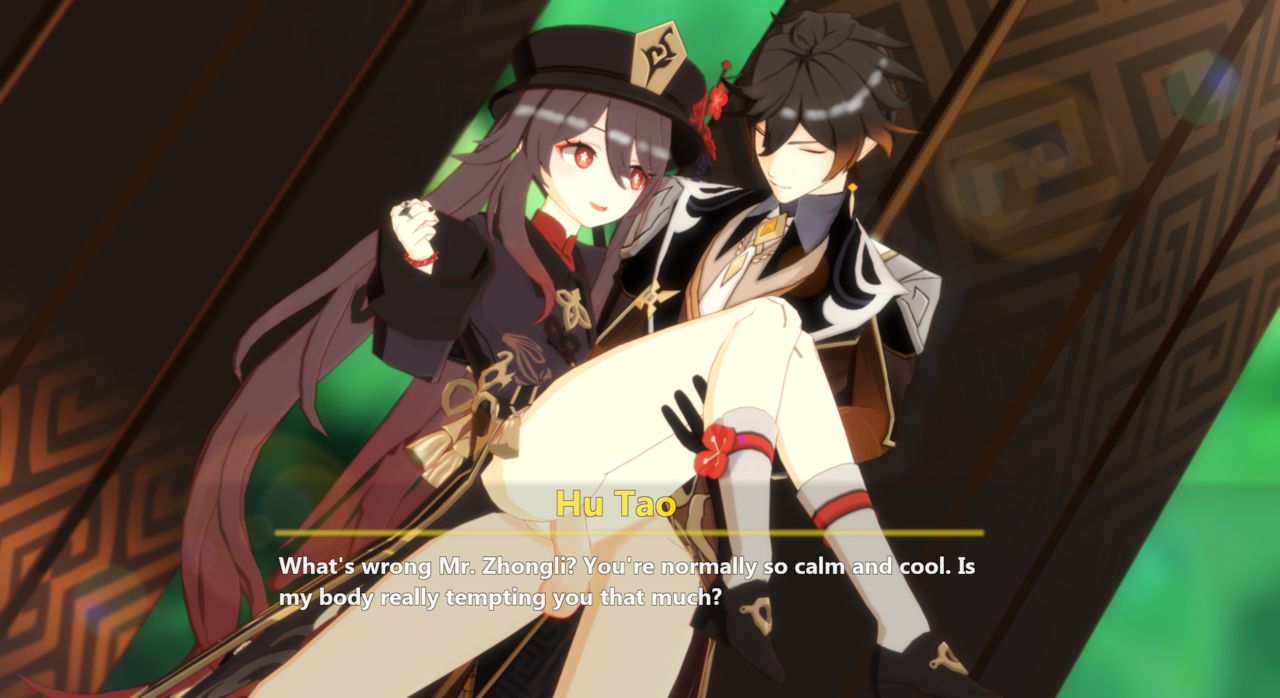 Hu Tao
What's wrong Mr. Zhongli? You're normally so calm and cool. Is
my body really tempting you that much?